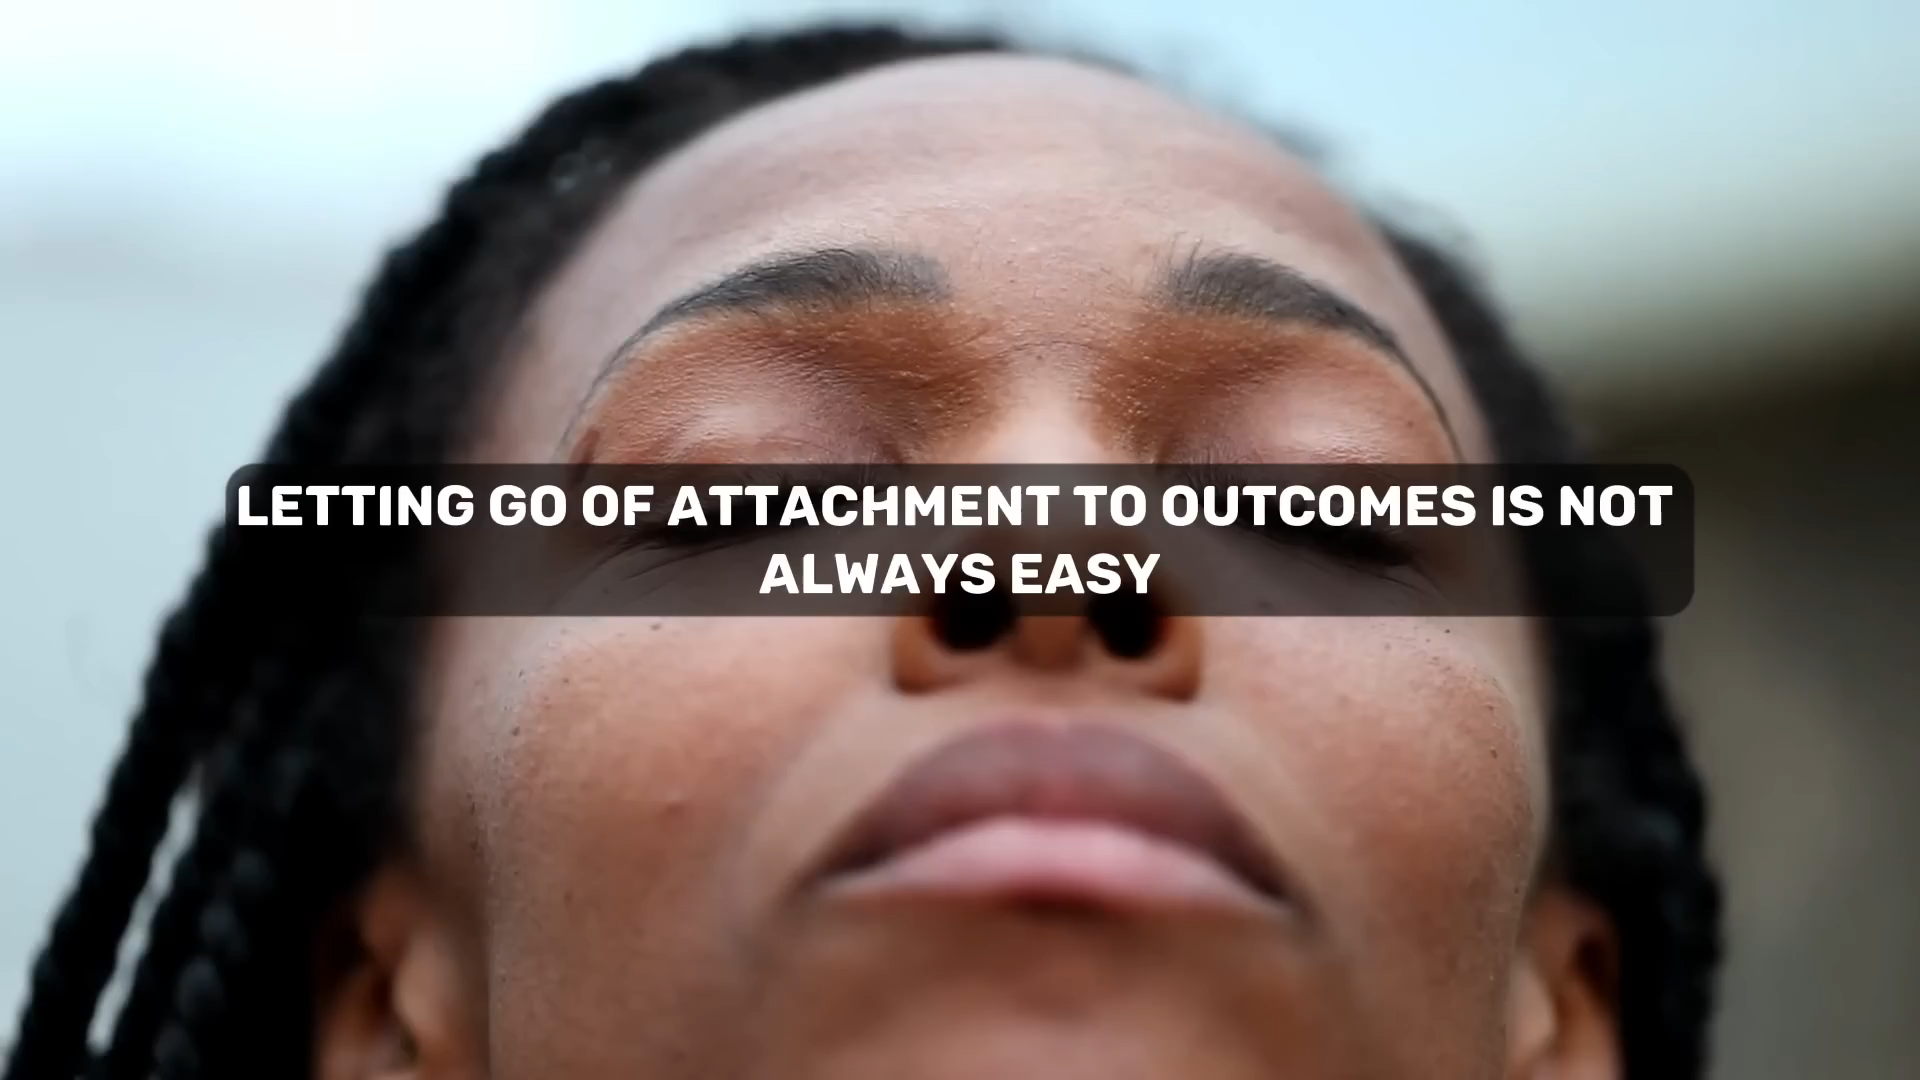 LETTING GO OF ATTACHMENT TO OUTCOMES IS NOT
ALWAYS EASY